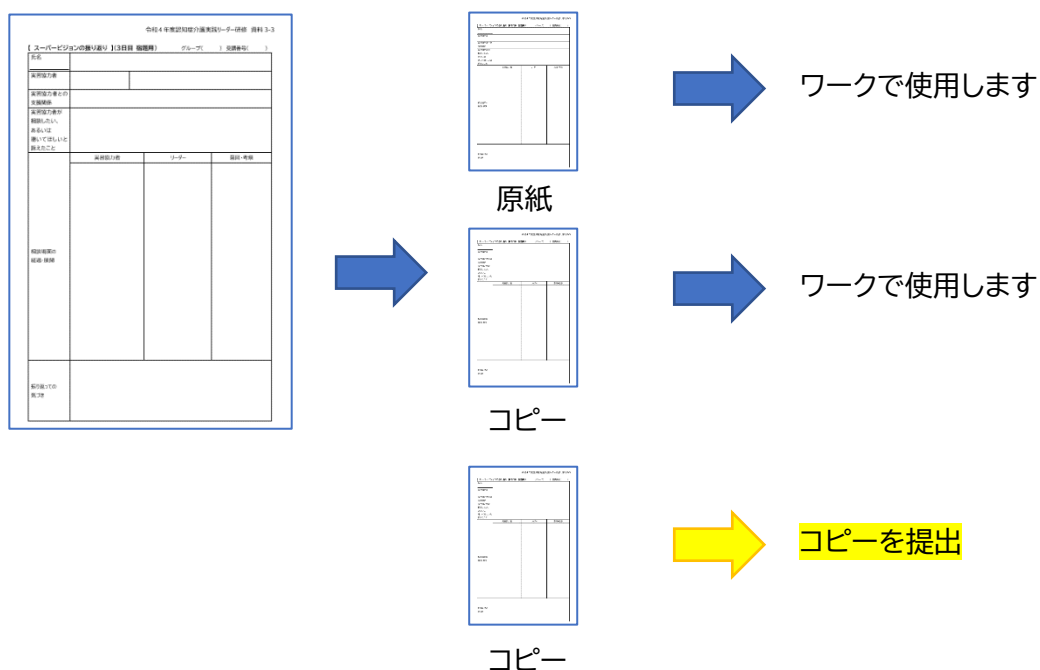 令和4年度認知症介護実践リーダー研修 資料 3-3
【 スーパービジョンの振り返り 】(3日目 宿題用) グループ( ) 受講番号( )
氏名
実習協力者
実習協力者との
支援関係
実習協力者が
相談したい、
あるいは
聴いてほしいと
訴えたこと
実習協力者 リーダー 意図・考察
相談場面の
経過・展開
振り返っての
気づき
原紙
ワークで使用します
コピー
ワークで使用します
コピー
コピーを提出